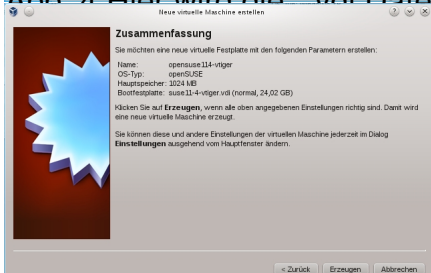 Neue virtuelle Maschine erstellen
Zusammenfassung
Sie möchten eine neue virtuelle Festplatte mit den folgenden Parametern erstellen:
Name: opensuse114-vtiger
OS-Typ: openSUSE
Hauptspeicher: 1024 MB
Bootfestplatte: suse11-4-vtiger.vdi (normal, 24,02 GB)
Klicken Sie auf Erzeugen, wenn alle oben angegebenen Einstellungen richtig sind. Damit wird
eine neue virtuelle Maschine erzeugt.
Sie können diese und andere Einstellungen der virtuellen Maschine jederzeit im Dialog
Einstellungen ausgehend vom Hauptfenster ändern.
< Zurück Erzeugen Abbrechen